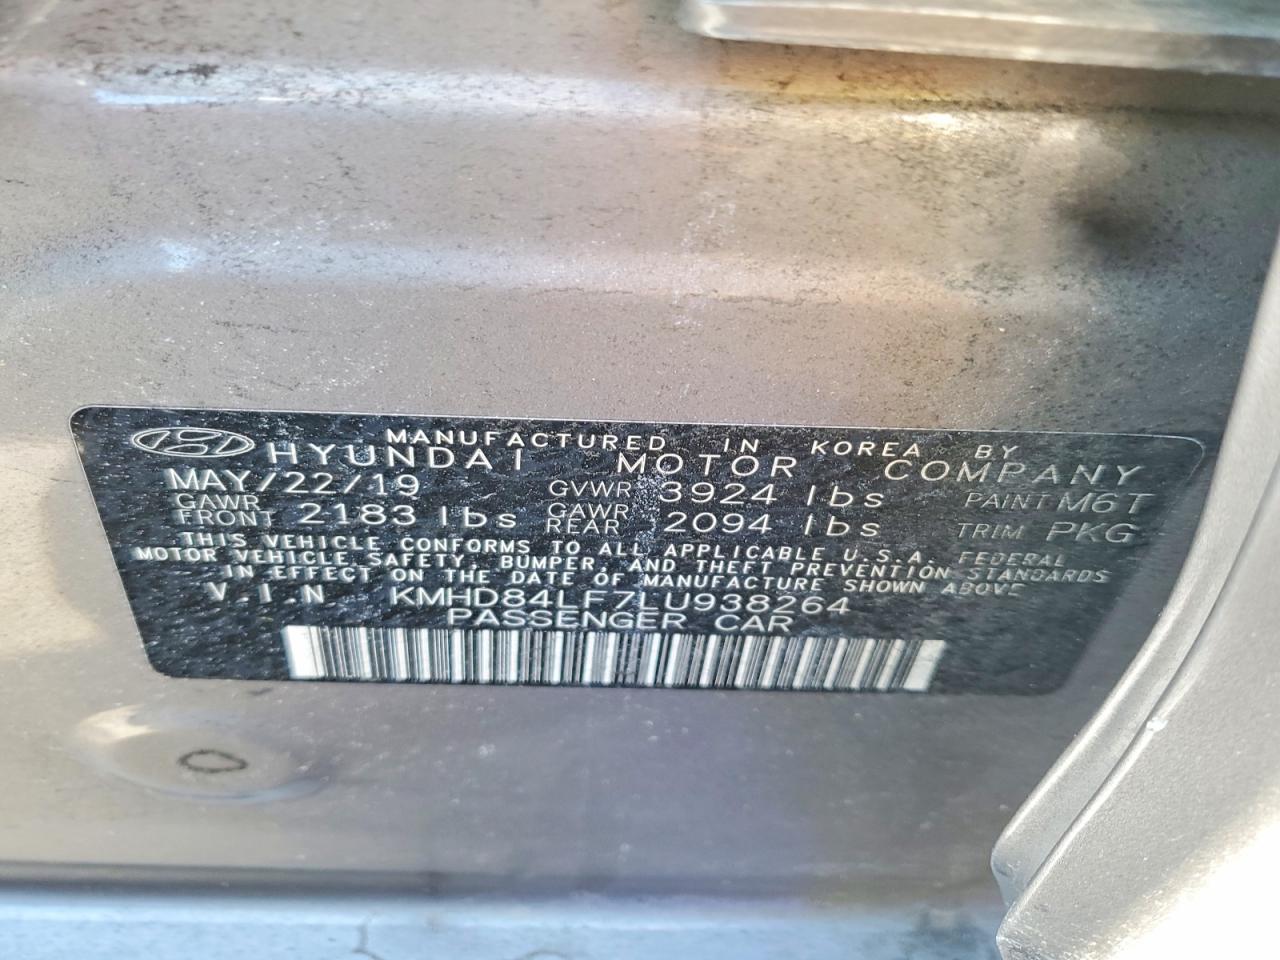 MANUFACTURED IN KOREA BY
HYUNDAI MOTOR COMPANY
MAY/22/19 GVWR 3924 lbs PAINT M6T
GAWR FRONT 2183 lbs GAWR REAR 2094 lbs TRIM PKG
THIS VEHICLE CONFORMS TO ALL APPLICABLE U.S.A. FEDERAL
MOTOR VEHICLE SAFETY, BUMPER, AND THEFT PREVENTION STANDARDS
IN EFFECT ON THE DATE OF MANUFACTURE SHOWN ABOVE
V.I.N KMHD84LF7LU938264
PASSENGER CAR